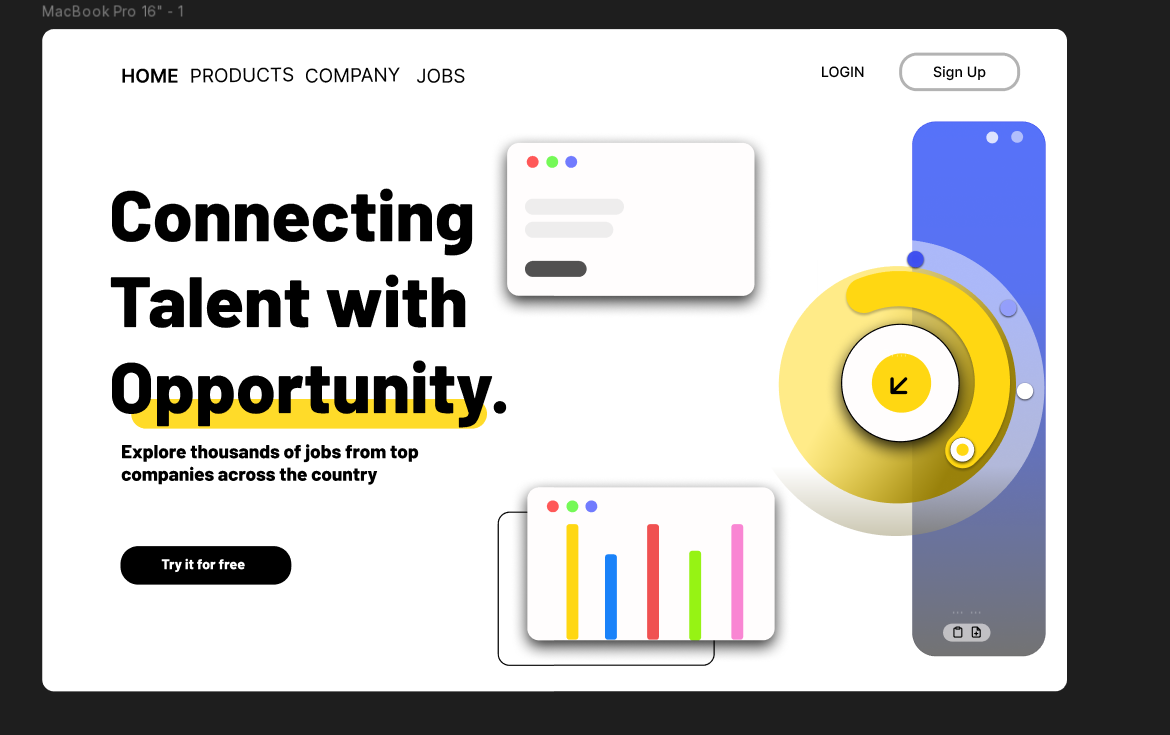 MacBook Pro 16" - 1
HOME PRODUCTS COMPANY JOBS
LOGIN Sign Up
Connecting
Talent with
Opportunity.
Explore thousands of jobs from top
companies across the country
Try it for free